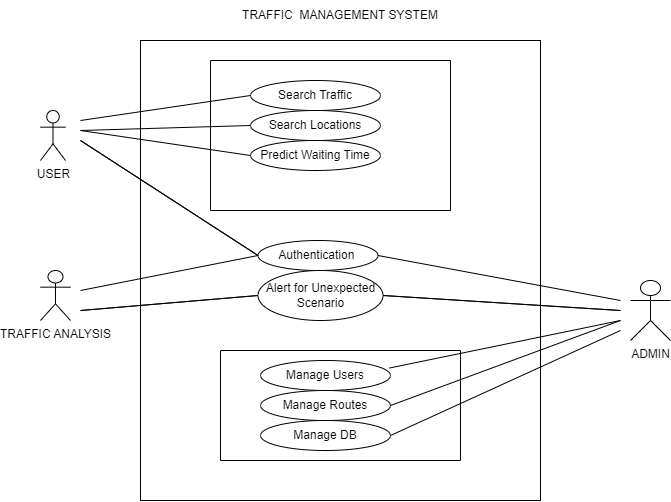 TRAFFIC MANAGEMENT SYSTEM
Search Traffic
Search Locations
Predict Waiting Time
USER
Authentication
Alert for Unexpected
Scenario
TRAFFIC ANALYSIS
ADMIN
Manage Users
Manage Routes
Manage DB